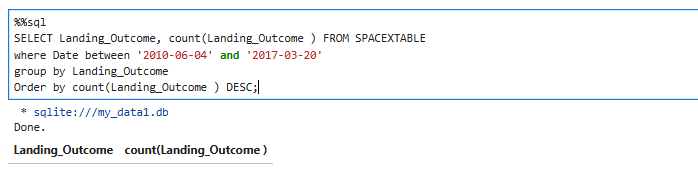 %%sql
SELECT Landing_Outcome, count(Landing_Outcome ) FROM SPACEXTABLE
where Date between '2010-06-04' and '2017-03-20'
group by Landing_Outcome
Order by count(Landing_Outcome ) DESC;
* sqlite:///my_data1.db
Done.
Landing_Outcome count(Landing_Outcome )